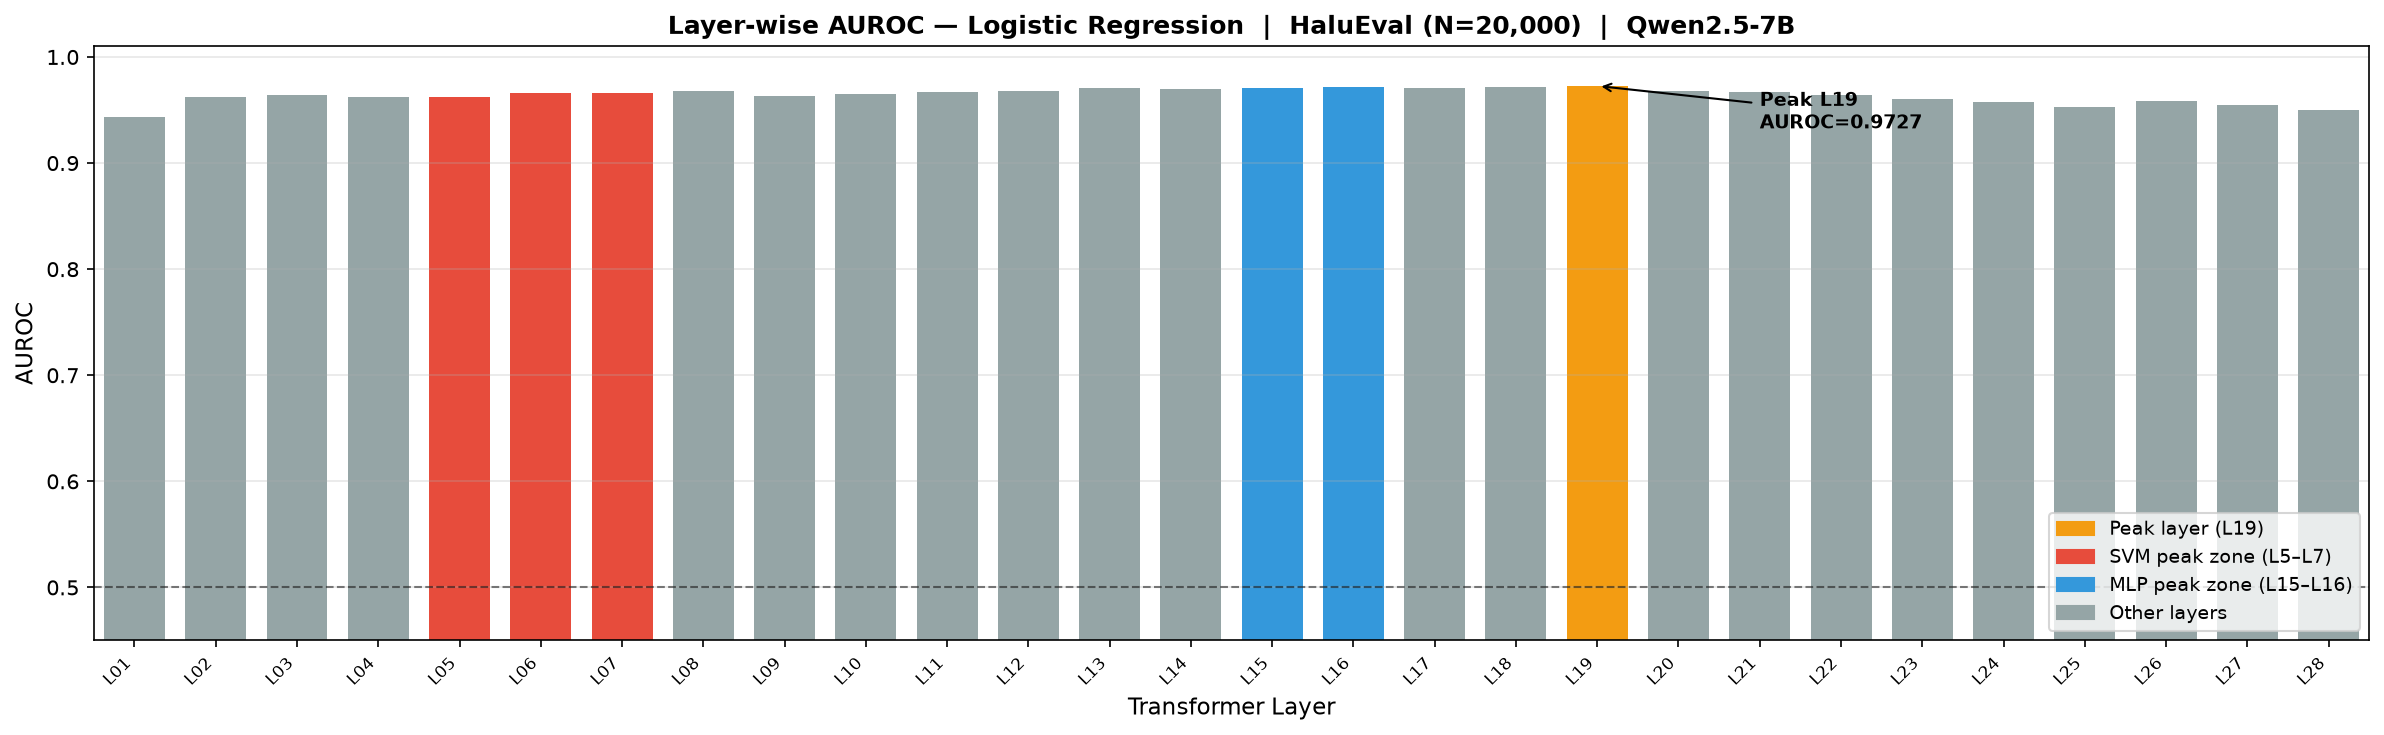 Layer-wise AUROC — Logistic Regression | HaluEval (N=20,000) | Qwen2.5-7B
AUROC
1.0
0.9
0.8
0.7
0.6
0.5
Peak L19
AUROC=0.9727
Peak layer (L19)
SVM peak zone (L5–L7)
MLP peak zone (L15–L16)
Other layers
L01 L02 L03 L04 L05 L06 L07 L08 L09 L10 L11 L12 L13 L14 L15 L16 L17 L18 L19 L20 L21 L22 L23 L24 L25 L26 L27 L28
Transformer Layer